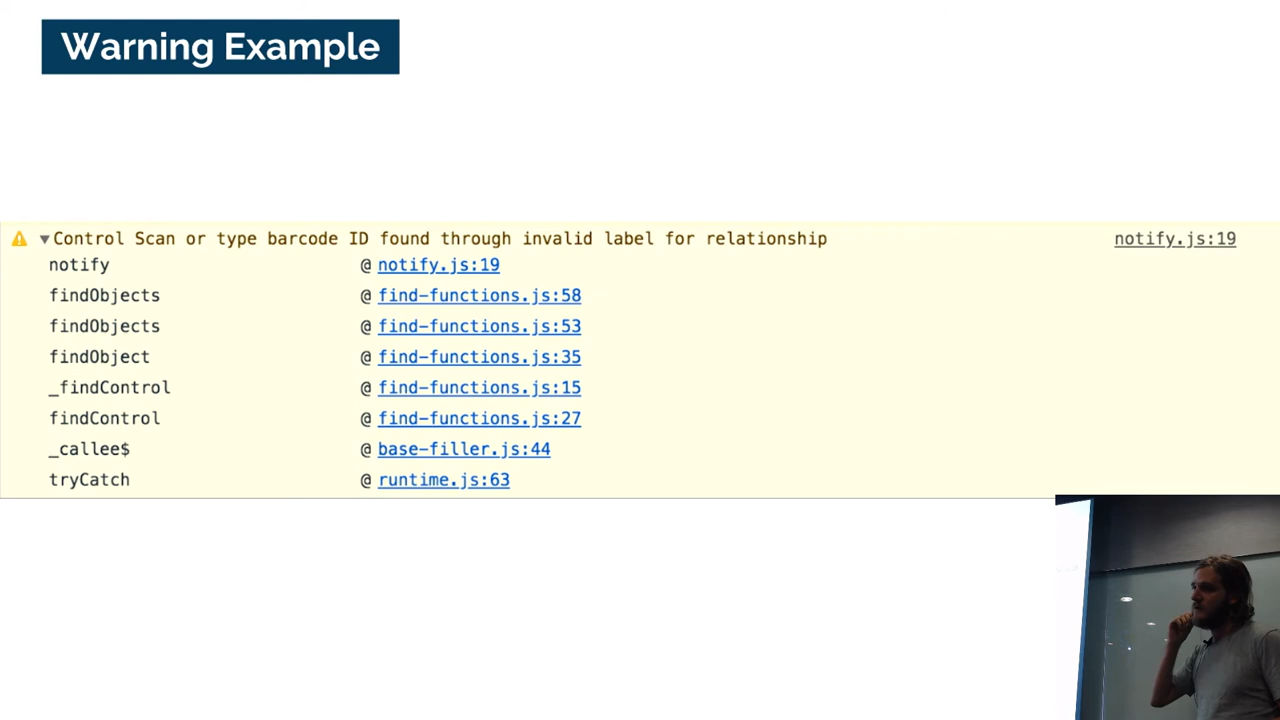 Warning Example
Control Scan or type barcode ID found through invalid label for relationship notify.js:19
notify @ notify.js:19
findObjects @ find-functions.js:58
findObjects @ find-functions.js:53
findObject @ find-functions.js:35
_findControl @ find-functions.js:15
findControl @ find-functions.js:27
_callee$ @ base-filler.js:44
tryCatch @ runtime.js:63